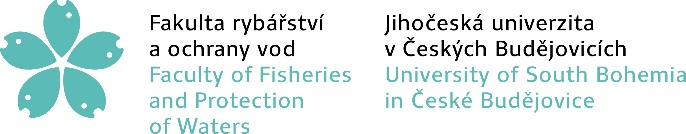 Fakulta rybářství
a ochrany vod
Faculty of Fisheries
and Protection
of Waters
Jihočeská univerzita
v Českých Budějovicích
University of South Bohemia
in České Budějovice